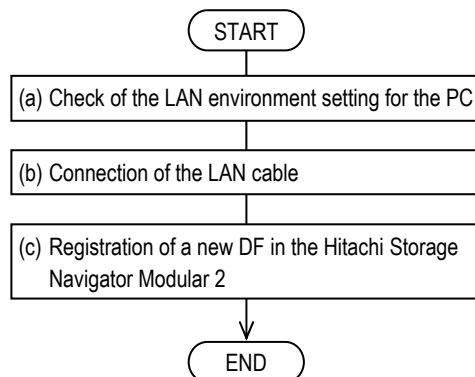 START
(a) Check of the LAN environment setting for the PC
(b) Connection of the LAN cable
(c) Registration of a new DF in the Hitachi Storage
Navigator Modular 2
END